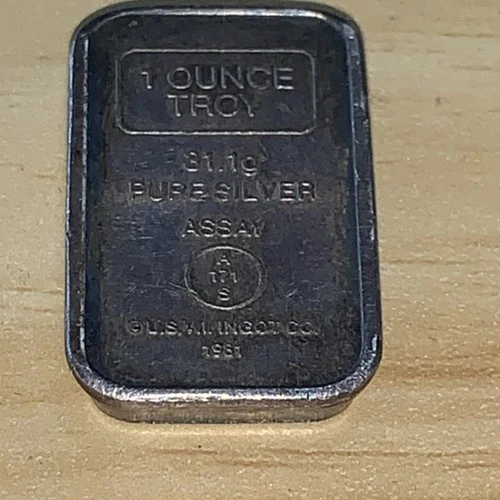 1 OUNCE
TROY
31.1g
PURE SILVER
ASSAY
A
171
S
© U.S.V.I. INGOT CO.
1981